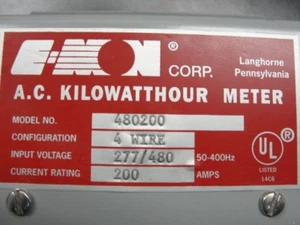 E-MON® CORP.
Langhorne
Pennsylvania
A.C. KILOWATTHOUR METER
MODEL NO. 480200
CONFIGURATION 4 WIRE
INPUT VOLTAGE 277/480 50-400Hz
CURRENT RATING 200 AMPS
UL®
LISTED
14C6